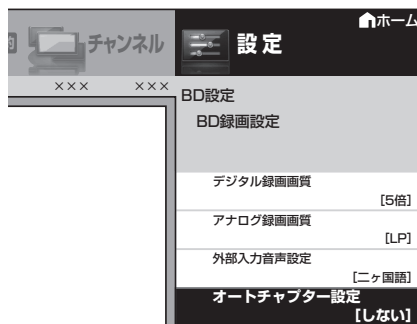 ホーム
チャンネル
設定
×××　×××
BD設定
BD録画設定
デジタル録画画質
[5倍]
アナログ録画画質
[LP]
外部入力音声設定
[二ヶ国語]
オートチャプター設定
[しない]